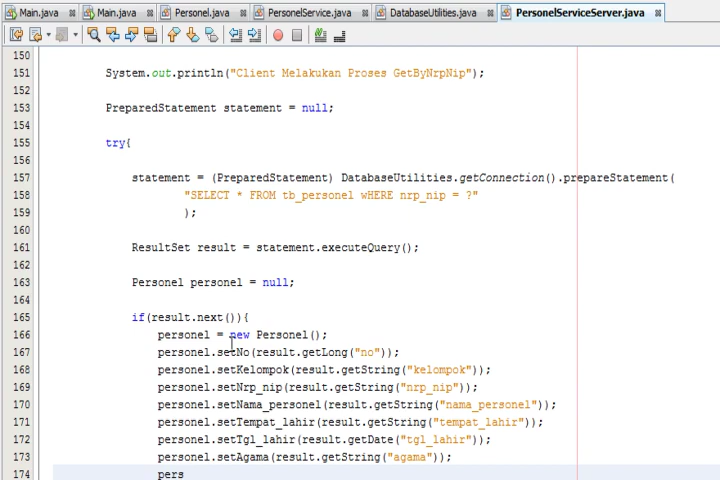 Main.java Main.java Personel.java PersonelService.java DatabaseUtilities.java PersonelServiceServer.java
150
151 System.out.println("Client Melakukan Proses GetByNrpNip");
152
153 PreparedStatement statement = null;
154
155 try{
156
157 statement = (PreparedStatement) DatabaseUtilities.getConnection().prepareStatement(
158 "SELECT * FROM tb_personel wHERE nrp_nip = ?"
159 );
160
161 ResultSet result = statement.executeQuery();
162
163 Personel personel = null;
164
165 if(result.next()){
166 personel = new Personel();
167 personel.setNo(result.getLong("no"));
168 personel.setKelompok(result.getString("kelompok"));
169 personel.setNrp_nip(result.getString("nrp_nip"));
170 personel.setNama_personel(result.getString("nama_personel"));
171 personel.setTempat_lahir(result.getString("tempat_lahir"));
172 personel.setTgl_lahir(result.getDate("tgl_lahir"));
173 personel.setAgama(result.getString("agama"));
174 pers